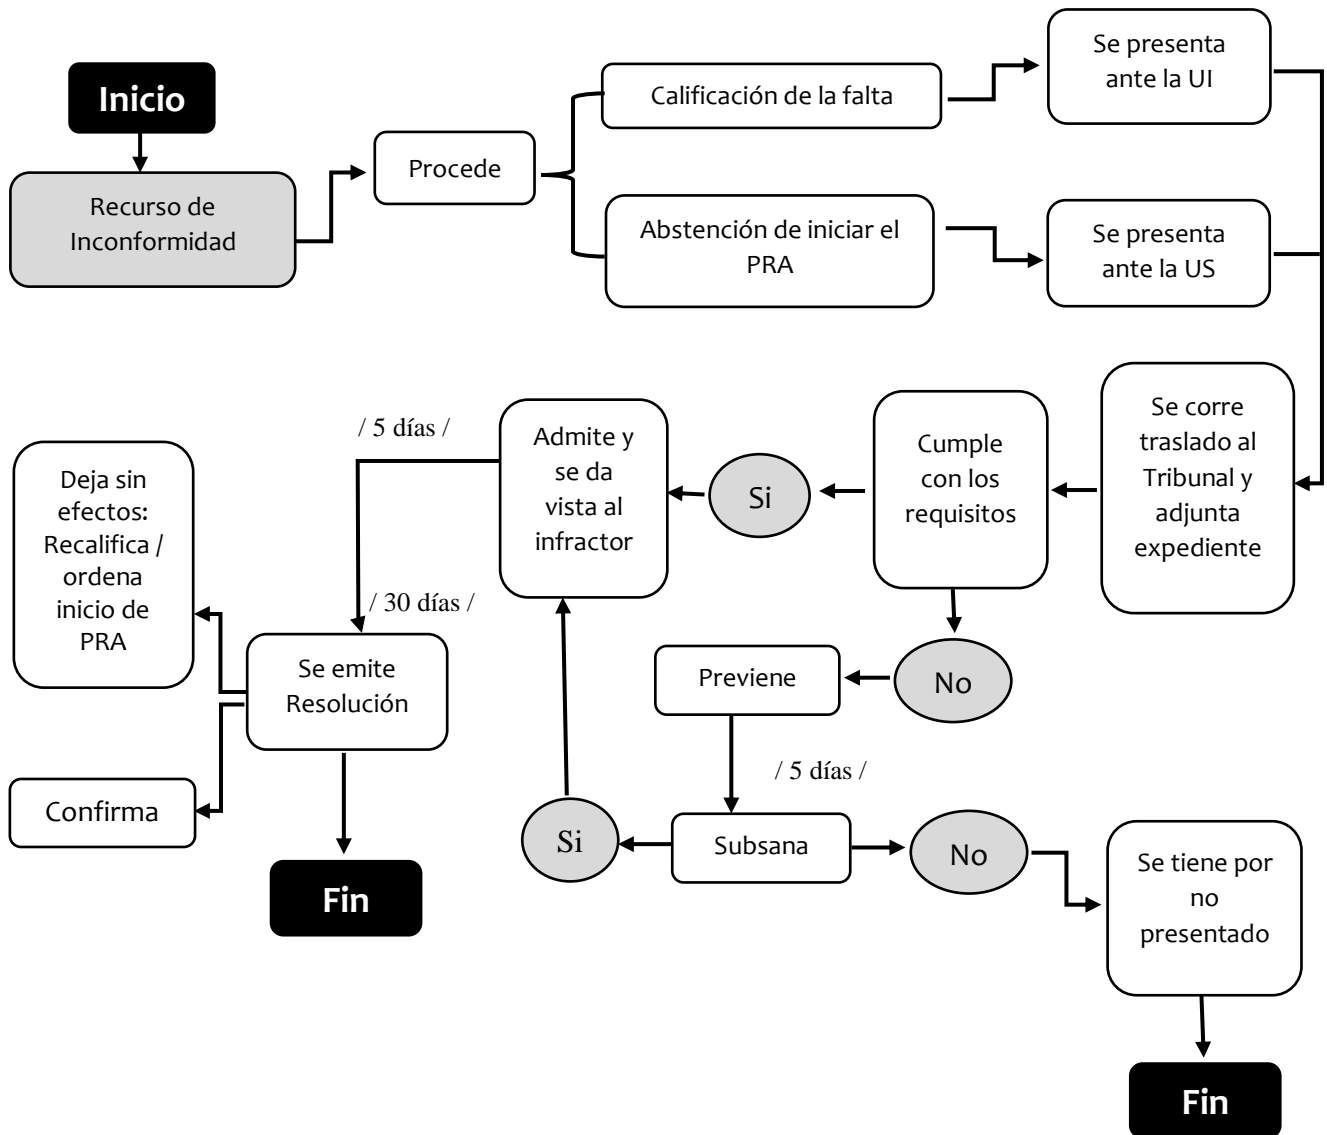 Inicio
Recurso de
Inconformidad
Procede
Calificación de la falta
Abstención de iniciar el
PRA
Se presenta
ante la UI
Se presenta
ante la US
Se corre
traslado al
Tribunal y
adjunta
expediente
Cumple
con los
requisitos
Si
Admite y
se da
vista al
infractor
/ 5 días /
/ 30 días /
Deja sin
efectos:
Recalifica /
ordena
inicio de
PRA
Se emite
Resolución
Confirma
Fin
No
Previene
/ 5 días /
Subsana
Si
No
Se tiene por
no
presentado
Fin